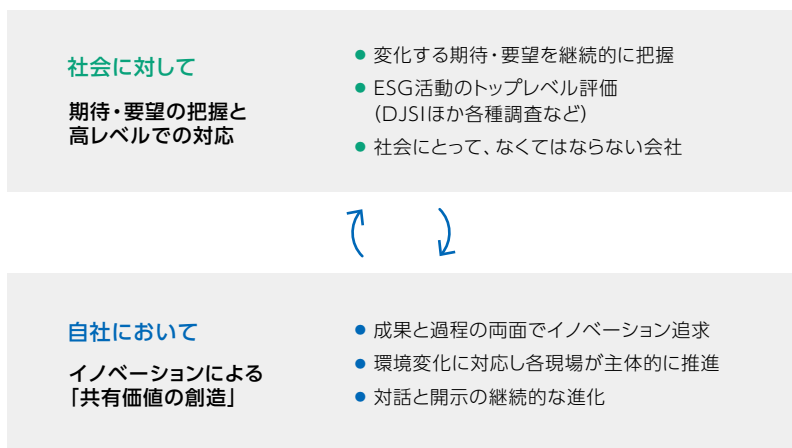 社会に対して
期待・要望の把握と
高レベルでの対応
● 変化する期待・要望を継続的に把握
● ESG活動のトップレベル評価
(DJSIほか各種調査など)
● 社会にとって、なくてはならない会社
自社において
イノベーションによる
「共有価値の創造」
● 成果と過程の両面でイノベーション追求
● 環境変化に対応し各現場が主体的に推進
● 対話と開示の継続的な進化